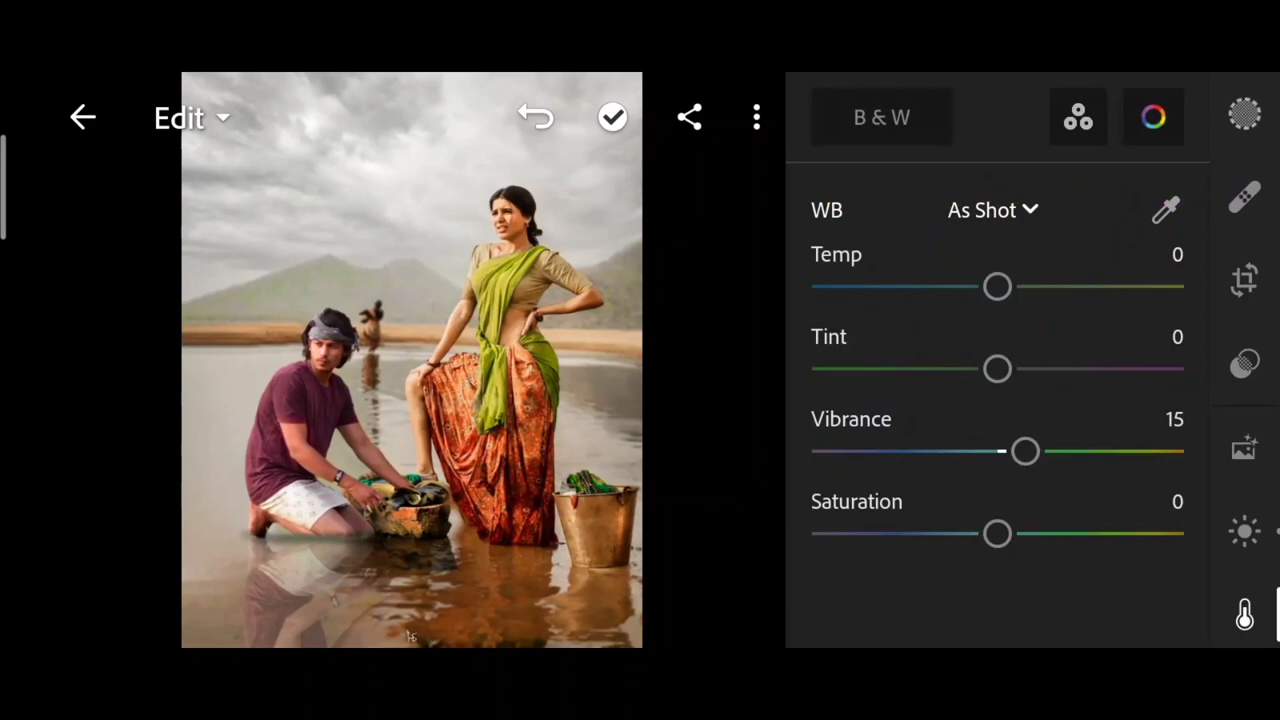 Edit
B & W
WB As Shot
Temp 0
Tint 0
Vibrance 15
Saturation 0